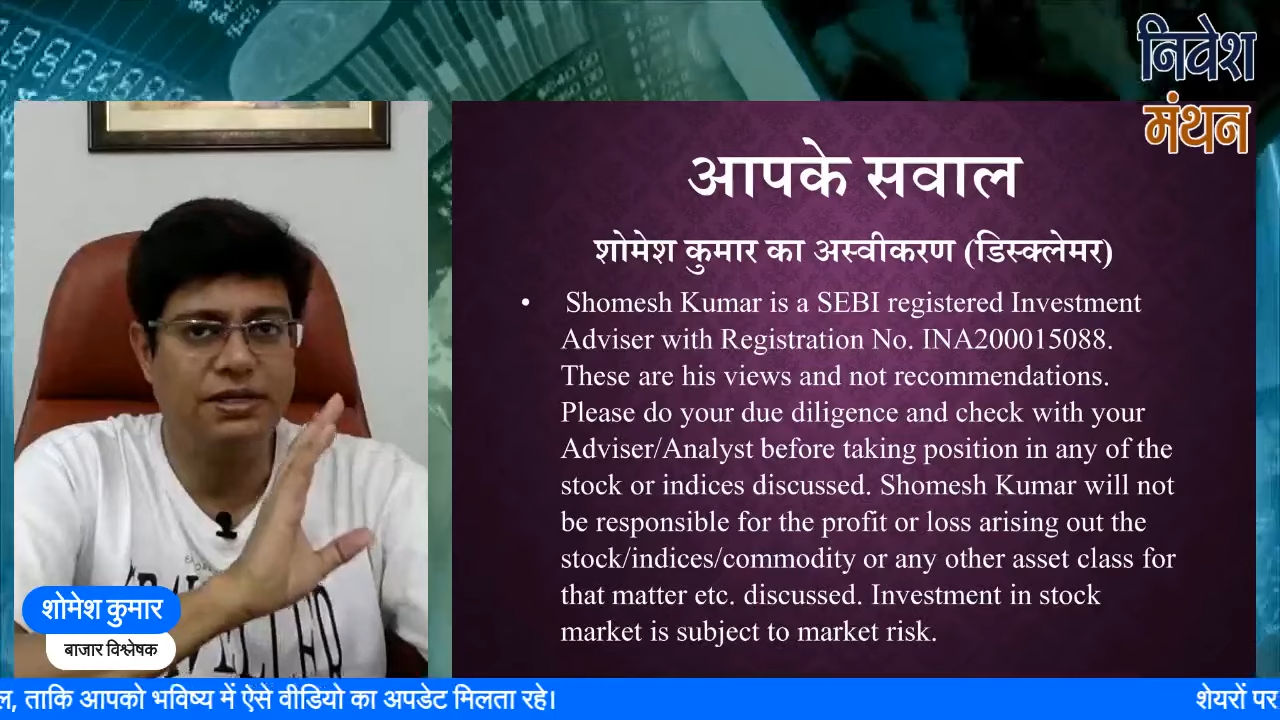 निवेश
मंथन
आपके सवाल
शोमेश कुमार का अस्वीकरण (डिस्क्लेमर)
• Shomesh Kumar is a SEBI registered Investment
Adviser with Registration No. INA200015088.
These are his views and not recommendations.
Please do your due diligence and check with your
Adviser/Analyst before taking position in any of the
stock or indices discussed. Shomesh Kumar will not
be responsible for the profit or loss arising out the
stock/indices/commodity or any other asset class for
that matter etc. discussed. Investment in stock
market is subject to market risk.
शोमेश कुमार
बाजार विश्लेषक
ताकि आपको भविष्य में ऐसे वीडियो का अपडेट मिलता रहे।
शेयरों पर